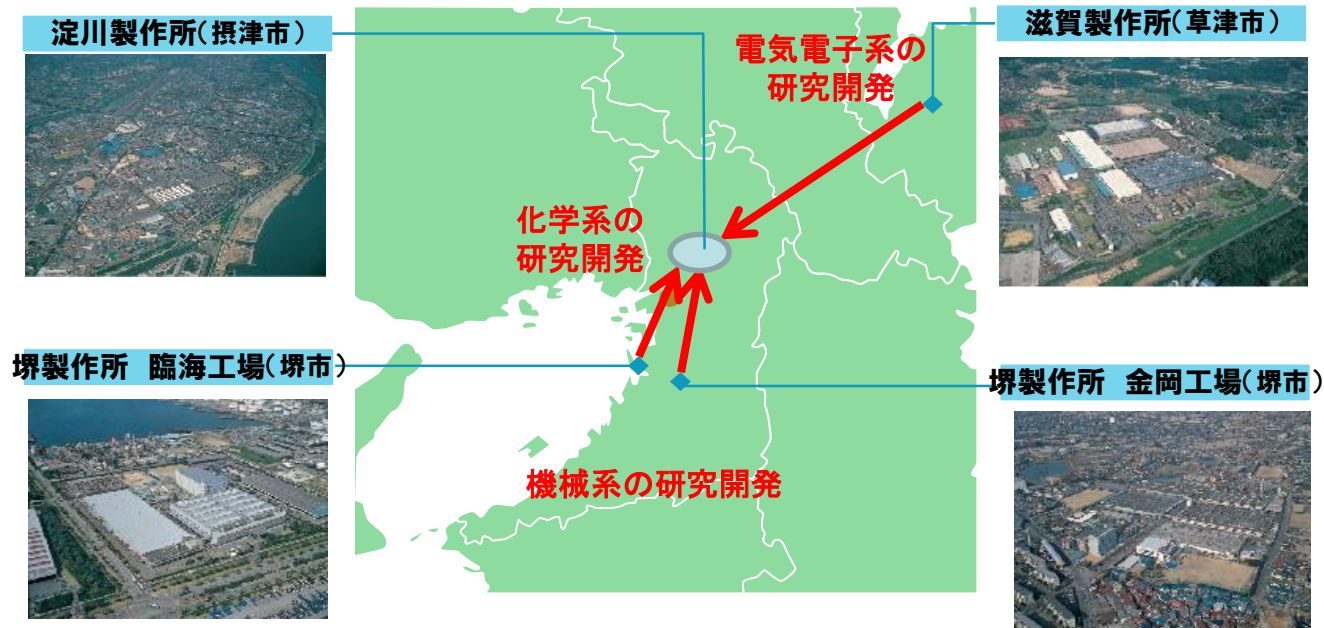 淀川製作所(摂津市)
滋賀製作所(草津市)
電気電子系の
研究開発
化学系の
研究開発
堺製作所 臨海工場(堺市)
堺製作所 金岡工場(堺市)
機械系の研究開発